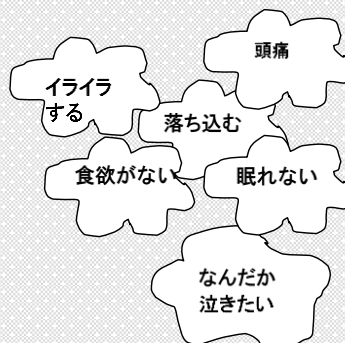 頭痛
イライラ
する
落ち込む
食欲がない
眠れない
なんだか
泣きたい